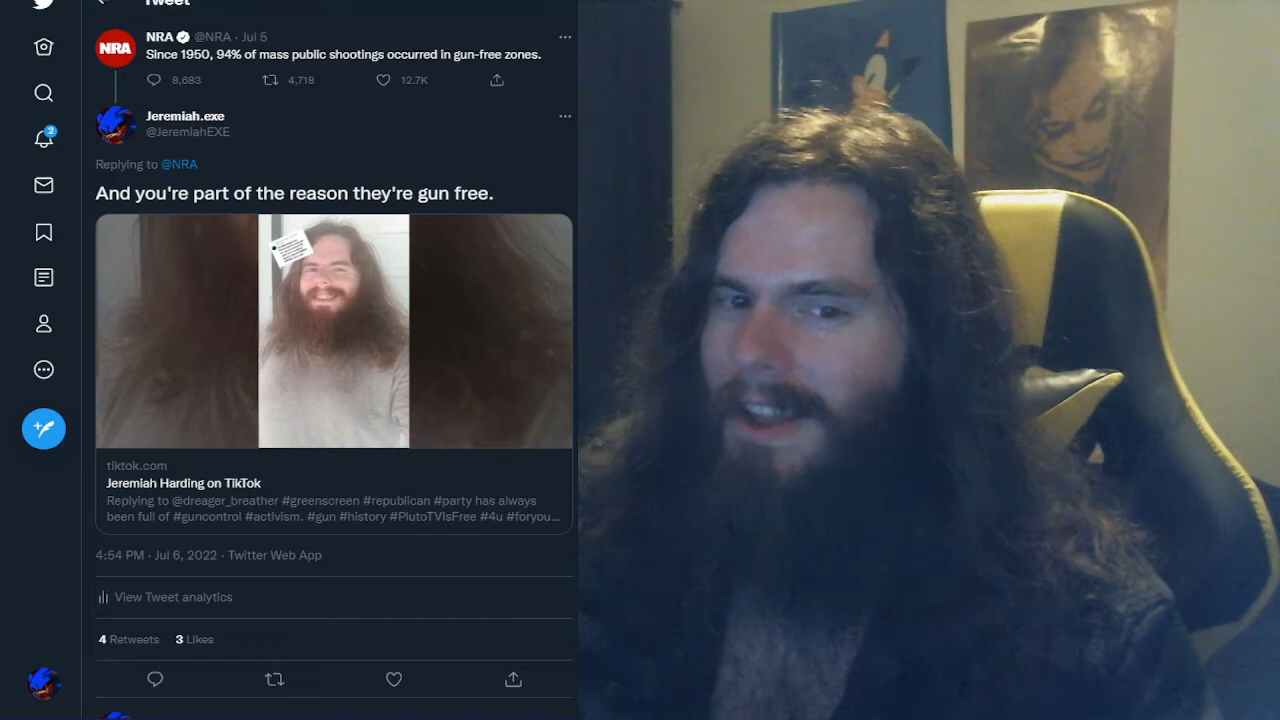 Tweet
NRA @NRA · Jul 5
NRA
Since 1950, 94% of mass public shootings occurred in gun-free zones.
8,683 4,718 12.7K
Jeremiah.exe
@JeremiahEXE
2
Replying to @NRA
And you're part of the reason they're gun free.
tiktok.com
Jeremiah Harding on TikTok
Replying to @dreager_breather #greenscreen #republican #party has always
been full of #guncontrol #activism. #gun #history #PlutoTVIsFree #4u #foryou...
4:54 PM · Jul 6, 2022 · Twitter Web App
View Tweet analytics
4 Retweets 3 Likes